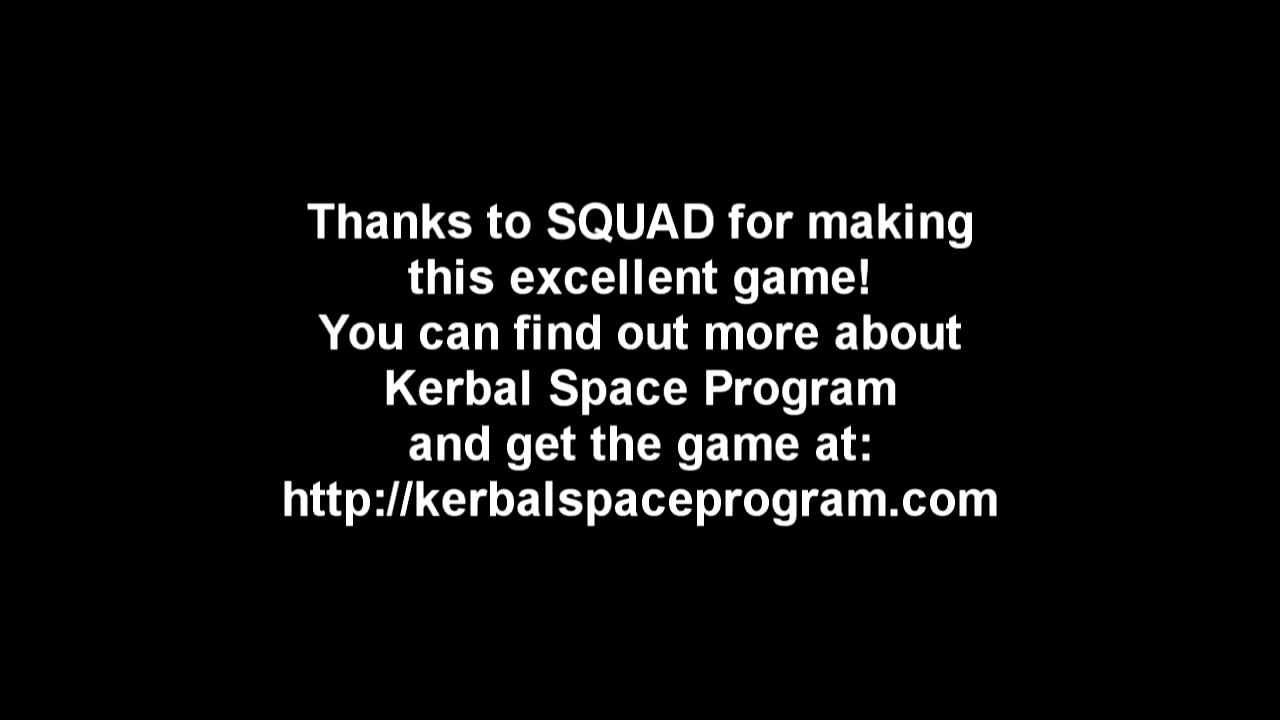 Thanks to SQUAD for making
this excellent game!
You can find out more about
Kerbal Space Program
and get the game at:
http://kerbalspaceprogram.com